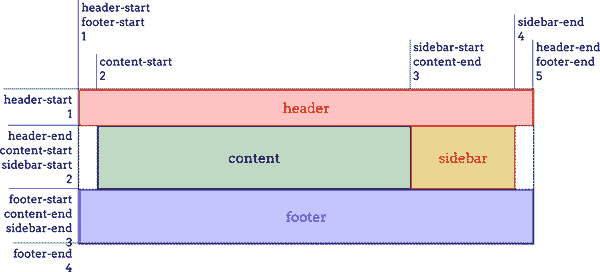 header-start
footer-start
1
content-start
2
sidebar-start
content-end
3
sidebar-end
4
header-end
footer-end
5
header-start
1
header
header-end
content-start
sidebar-start
2
content
sidebar
footer-start
content-end
sidebar-end
3
footer
footer-end
4